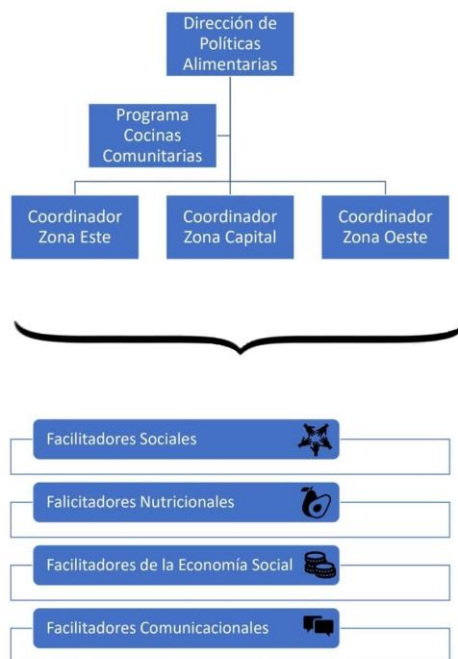 Dirección de
Políticas
Alimentarias
Programa
Cocinas
Comunitarias
Coordinador
Zona Este
Coordinador
Zona Capital
Coordinador
Zona Oeste
Facilitadores Sociales
Falicitadores Nutricionales
Facilitadores de la Economía Social
Facilitadores Comunicacionales